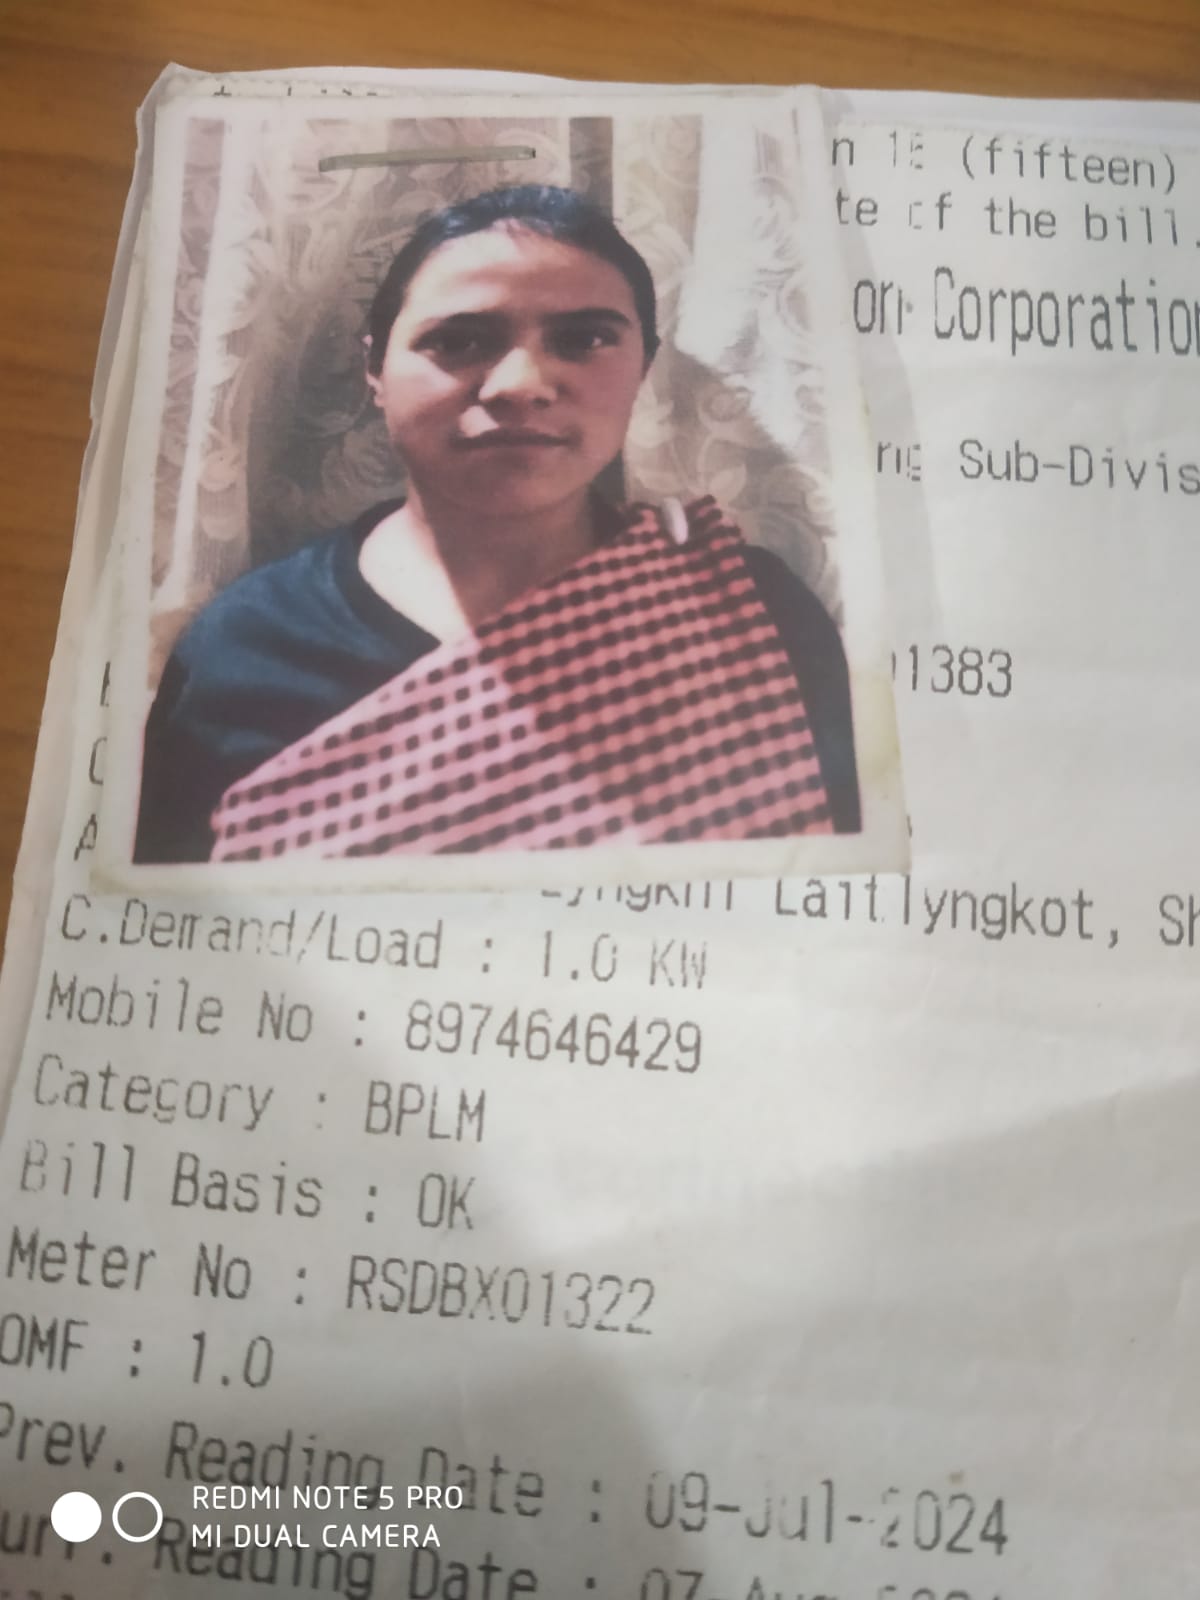 (fifteen)
of the bill.
Corporation
Sub-Divis
1383
Laitlyngkot, Sh
C.Demand/Load : 1.0 KW
Mobile No : 8974646429
Category : BPLM
Bill Basis : OK
Meter No : RSDBX01322
OMF : 1.0
Prev. Reading Date : 09-Jul-2024
Reading Date :
REDMI NOTE 5 PRO
MI DUAL CAMERA